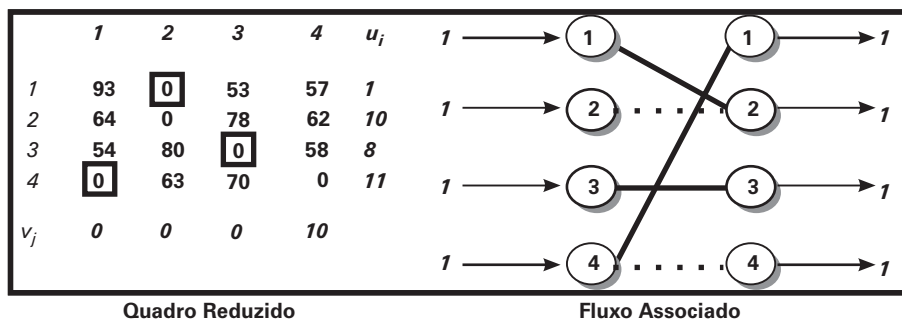 1 2 3 4 ui
1 93 0 53 57 1
2 64 0 78 62 10
3 54 80 0 58 8
4 0 63 70 0 11
vj 0 0 0 10
1 1 1 1
1 2 2 1
1 3 3 1
1 4 4 1
Quadro Reduzido
Fluxo Associado